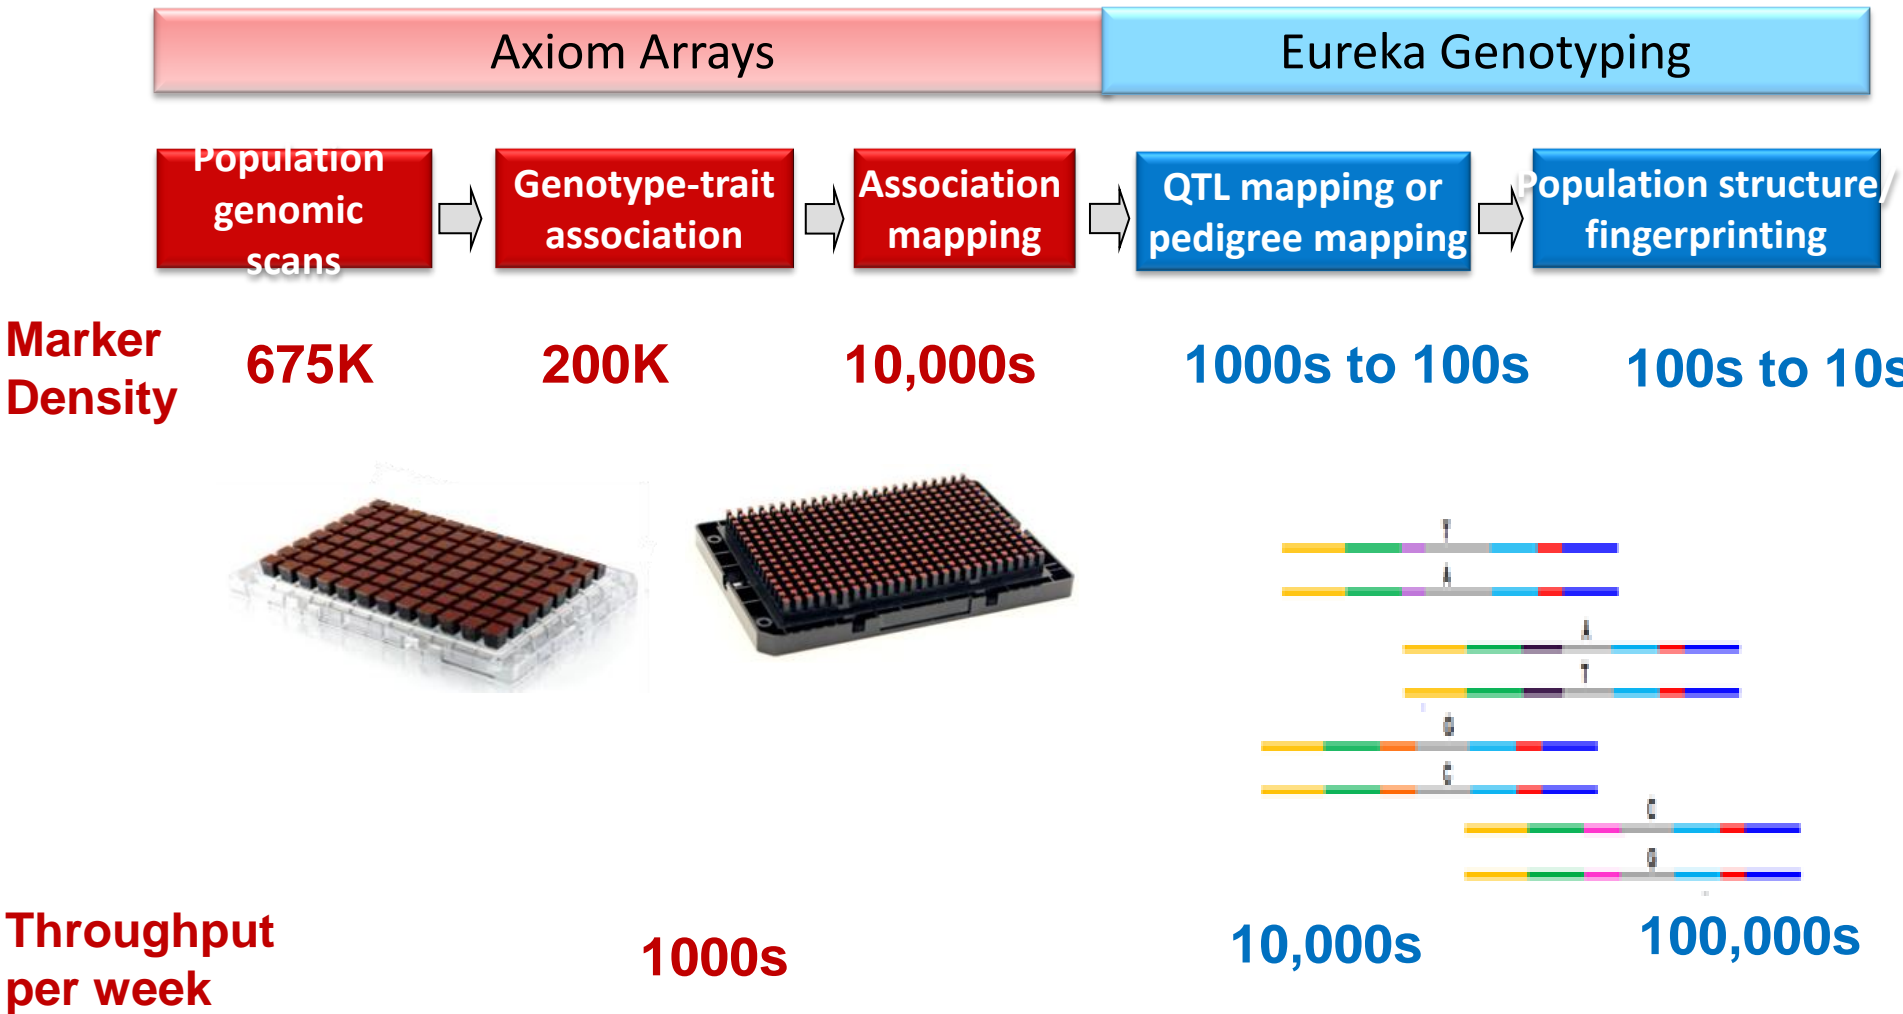 Axiom Arrays
Eureka Genotyping
Population
genomic
scans
Genotype-trait
association
Association
mapping
QTL mapping or
pedigree mapping
Population structure/
fingerprinting
Marker
Density
675K
200K
10,000s
1000s to 100s
100s to 10s
T
A
A
T
G
C
C
G
Throughput
per week
1000s
10,000s
100,000s